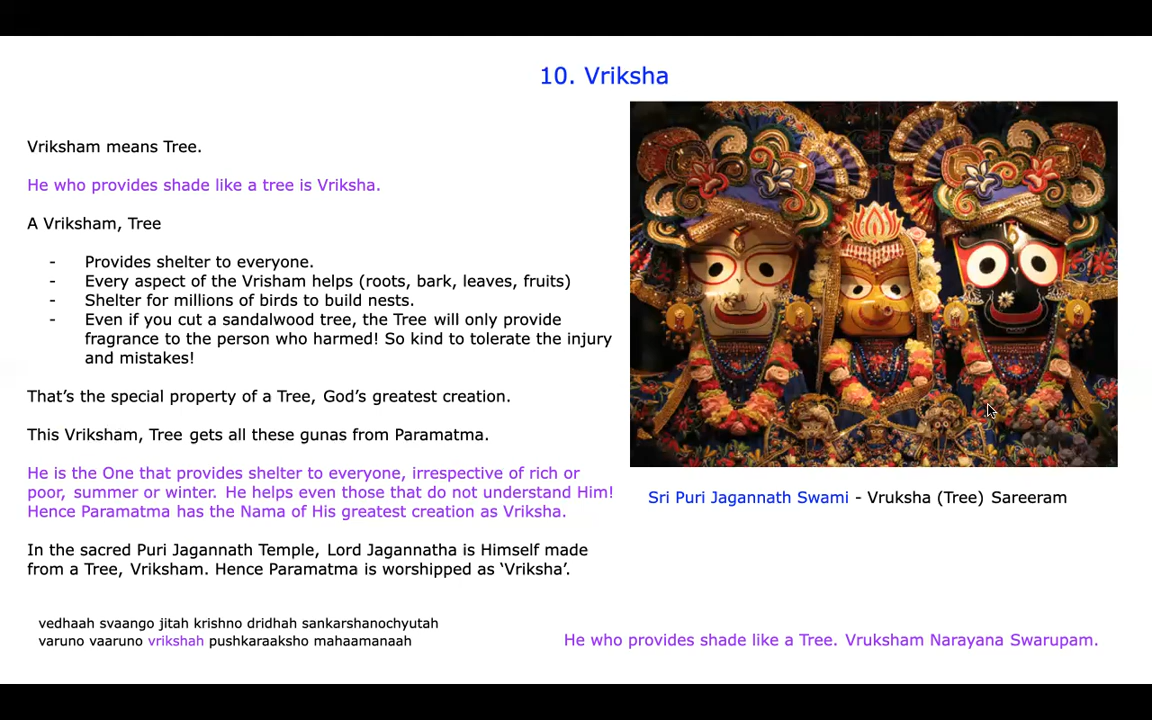 10. Vriksha
Vriksham means Tree.
He who provides shade like a tree is Vriksha.
A Vriksham, Tree
- Provides shelter to everyone.
- Every aspect of the Vrisham helps (roots, bark, leaves, fruits)
- Shelter for millions of birds to build nests.
- Even if you cut a sandalwood tree, the Tree will only provide
fragrance to the person who harmed! So kind to tolerate the injury
and mistakes!
That’s the special property of a Tree, God’s greatest creation.
This Vriksham, Tree gets all these gunas from Paramatma.
He is the One that provides shelter to everyone, irrespective of rich or
poor, summer or winter. He helps even those that do not understand Him!
Hence Paramatma has the Nama of His greatest creation as Vriksha.
In the sacred Puri Jagannath Temple, Lord Jagannatha is Himself made
from a Tree, Vriksham. Hence Paramatma is worshipped as ‘Vriksha’.
vedhaah svaango jitah krishno dridhah sankarshanochyutah
varuno vaaruno vrikshah pushkaraaksho mahaamanaah
Sri Puri Jagannath Swami - Vruksha (Tree) Sareeram
He who provides shade like a Tree. Vruksham Narayana Swarupam.